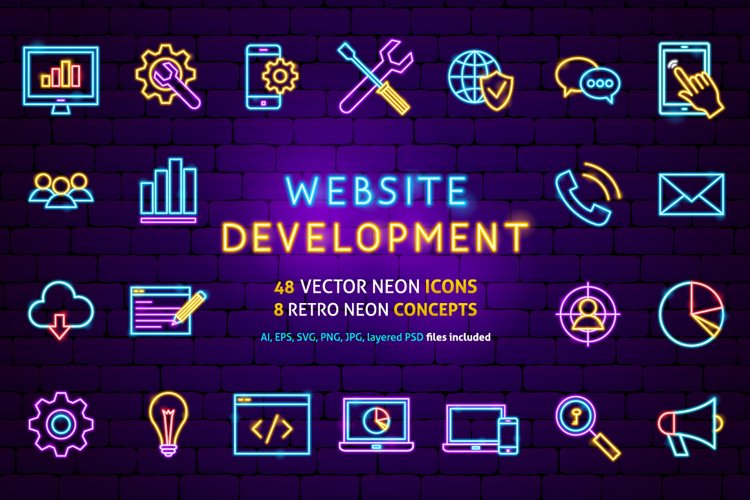 WEBSITE
DEVELOPMENT
48 VECTOR NEON ICONS
8 RETRO NEON CONCEPTS
AI, EPS, SVG, PNG, JPG, layered PSD files included
</>